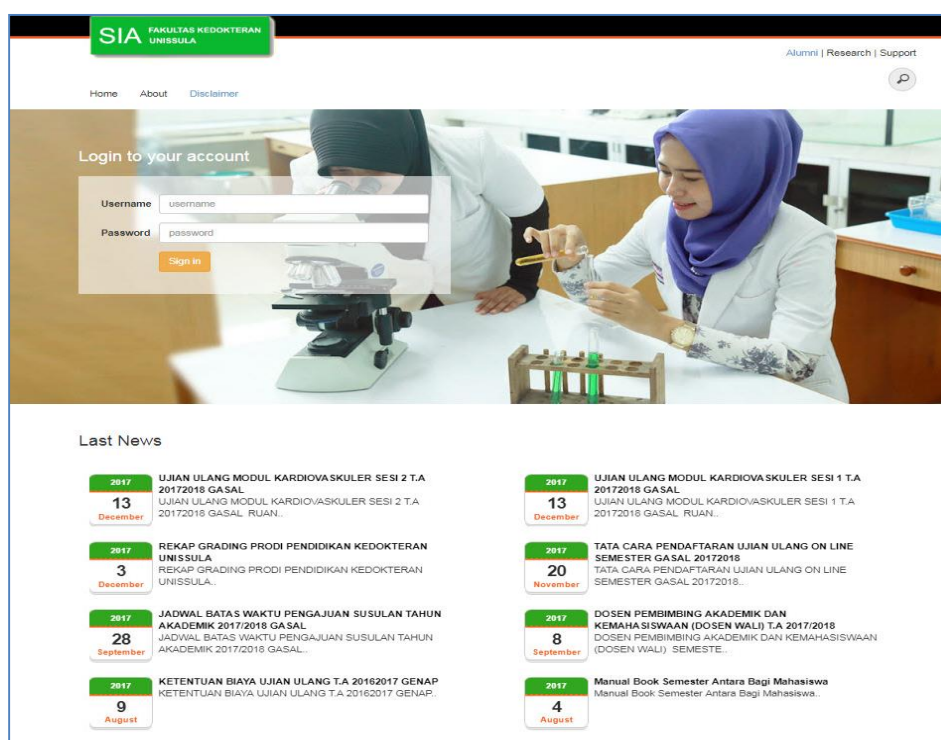 SIA FAKULTAS KEDOKTERAN
UNISSULA
Alumni | Research | Support
Home About Disclaimer
Login to your account
Username username
Password password
Sign in
Last News
2017
13
December
UJIAN ULANG MODUL KARDIOVASKULER SESI 2 T.A
20172018 GASAL
UJIAN ULANG MODUL KARDIOVASKULER SESI 2 T.A
20172018 GASAL RUAN..
2017
13
December
UJIAN ULANG MODUL KARDIOVASKULER SESI 1 T.A
20172018 GASAL
UJIAN ULANG MODUL KARDIOVASKULER SESI 1 T.A
20172018 GASAL RUAN..
2017
3
December
REKAP GRADING PRODI PENDIDIKAN KEDOKTERAN
UNISSULA
REKAP GRADING PRODI PENDIDIKAN KEDOKTERAN
UNISSULA..
2017
20
November
TATA CARA PENDAFTARAN UJIAN ULANG ON LINE
SEMESTER GASAL 20172018
TATA CARA PENDAFTARAN UJIAN ULANG ON LINE
SEMESTER GASAL 20172018..
2017
28
September
JADWAL BATAS WAKTU PENGAJUAN SUSULAN TAHUN
AKADEMIK 2017/2018 GASAL
JADWAL BATAS WAKTU PENGAJUAN SUSULAN TAHUN
AKADEMIK 2017/2018 GASAL..
2017
8
September
DOSEN PEMBIMBING AKADEMIK DAN
KEMAHASISWAAN (DOSEN WALI) T.A 2017/2018
DOSEN PEMBIMBING AKADEMIK DAN KEMAHASISWAAN
(DOSEN WALI) SEMESTE..
2017
9
August
KETENTUAN BIAYA UJIAN ULANG T.A 20162017 GENAP
KETENTUAN BIAYA UJIAN ULANG T.A 20162017 GENAP..
2017
4
August
Manual Book Semester Antara Bagi Mahasiswa
Manual Book Semester Antara Bagi Mahasiswa..